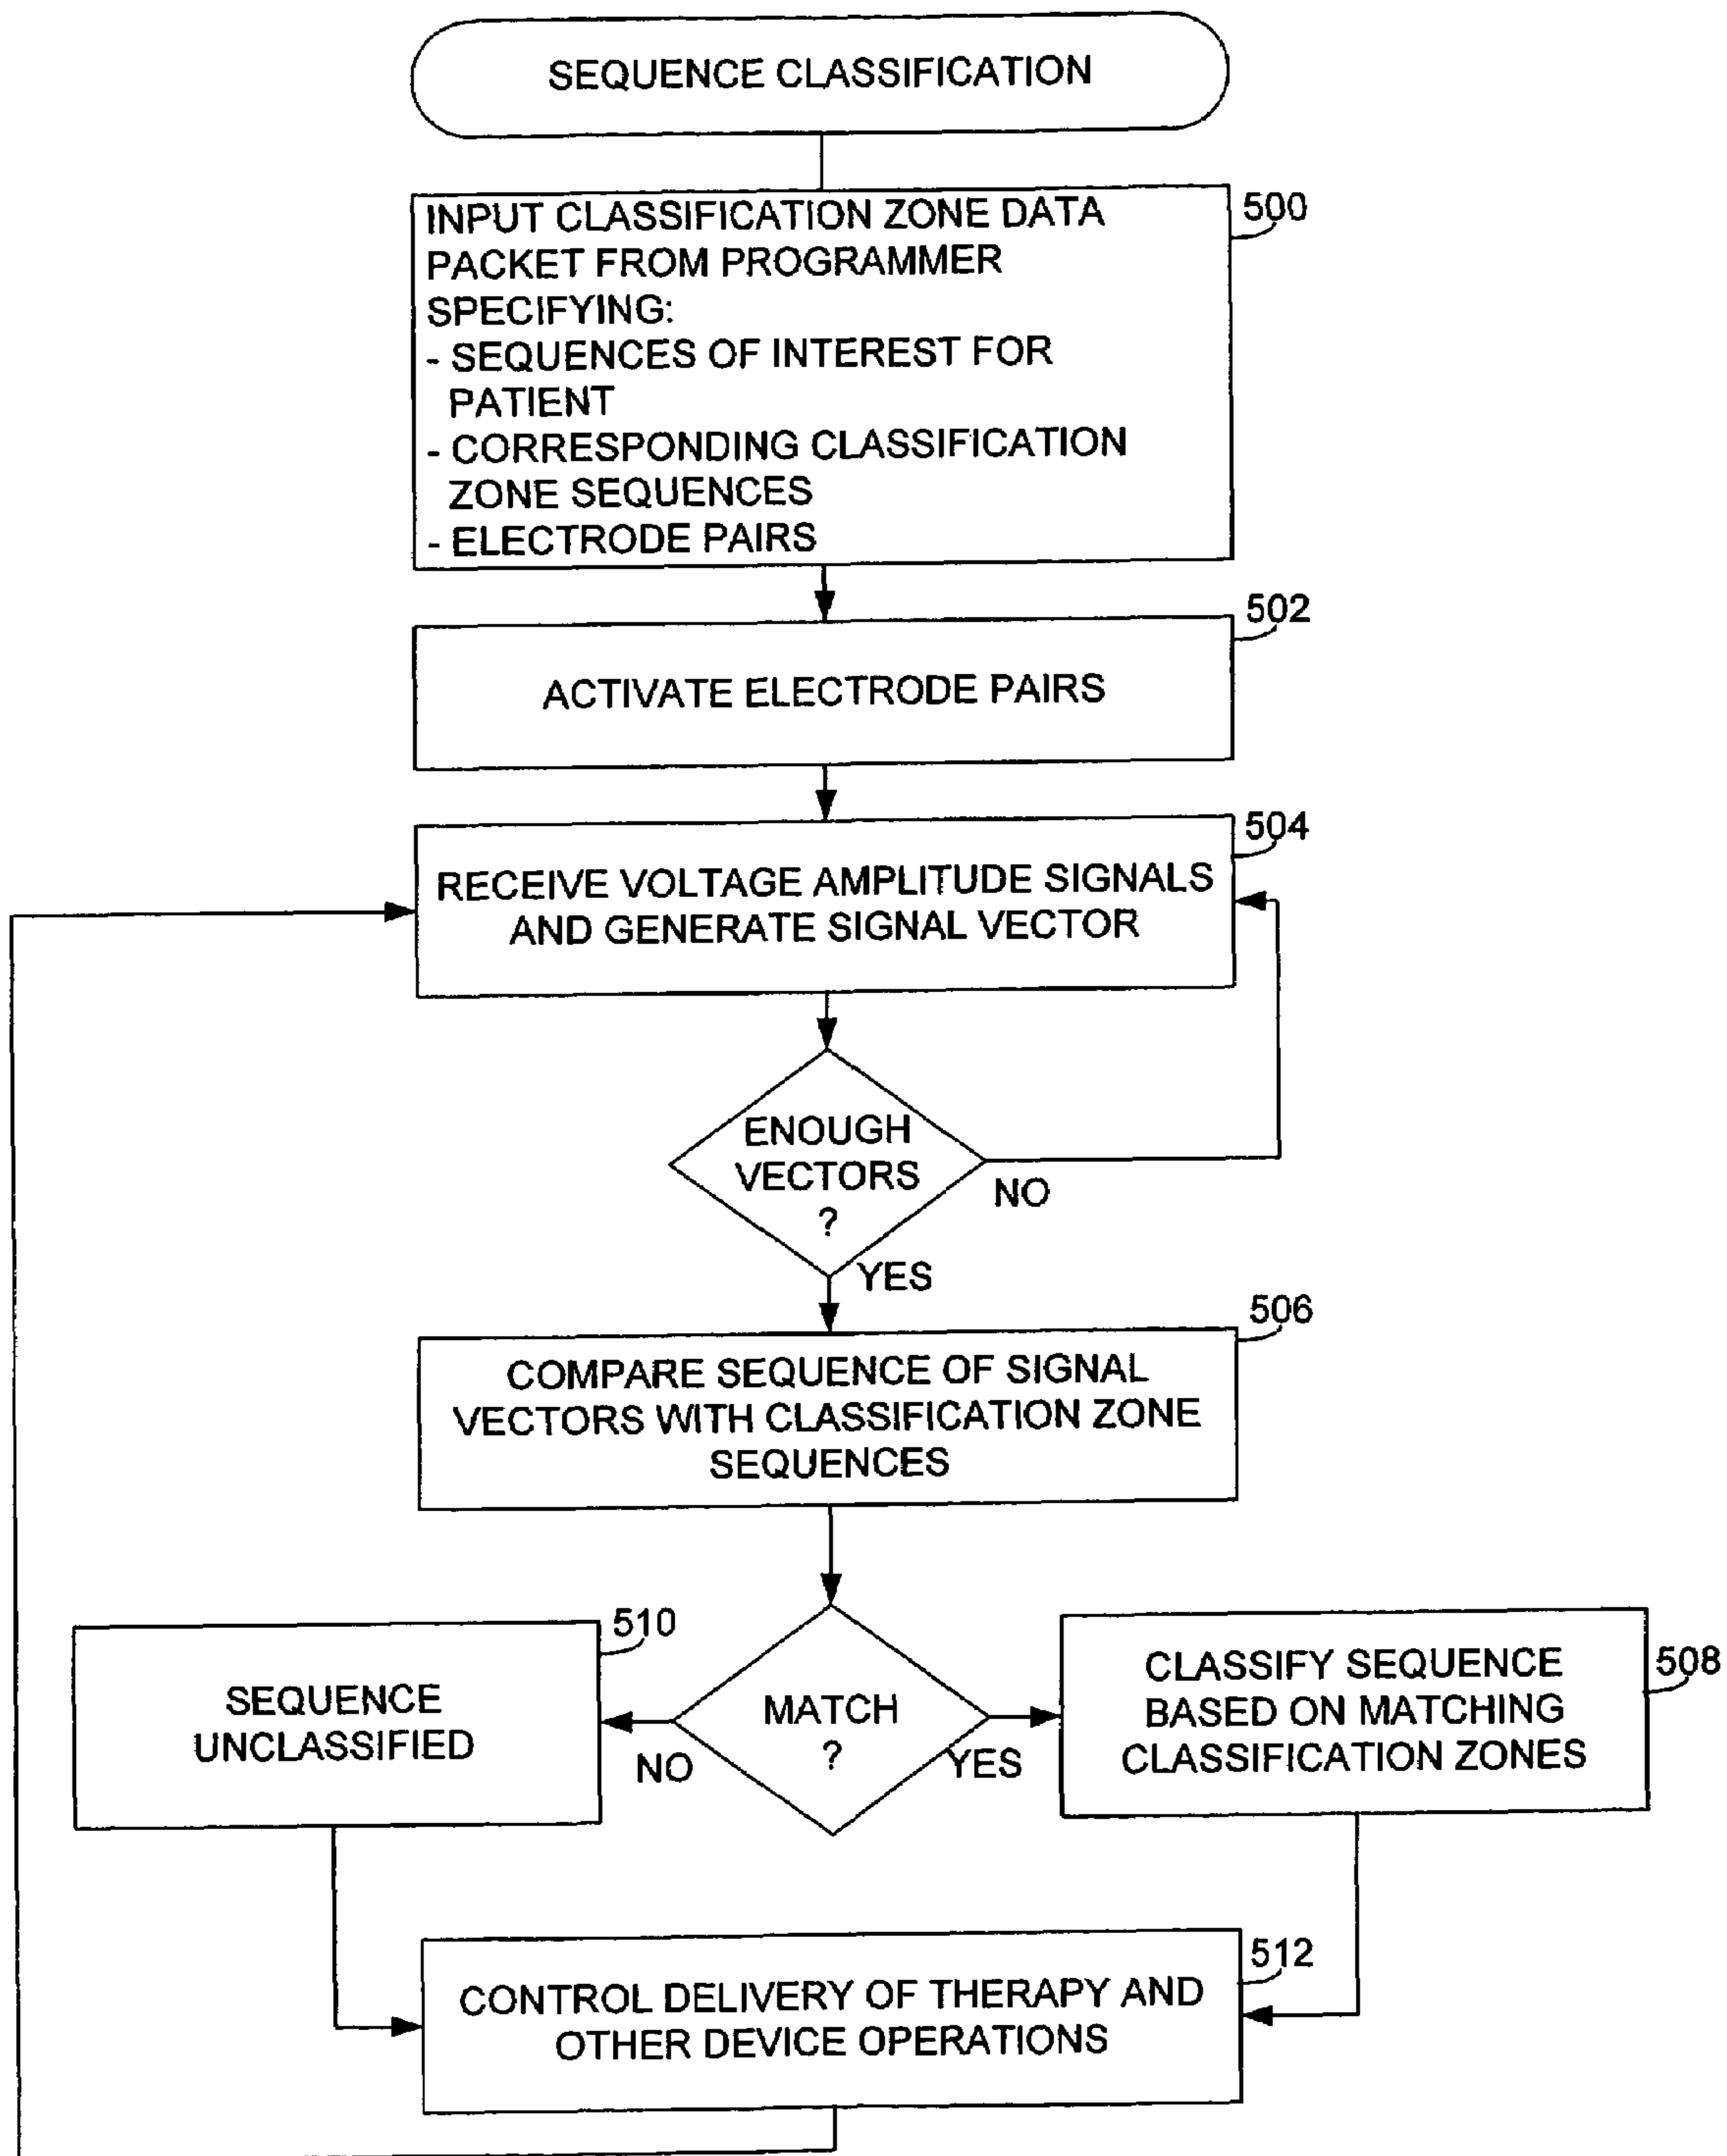 SEQUENCE CLASSIFICATION
INPUT CLASSIFICATION ZONE DATA
PACKET FROM PROGRAMMER
SPECIFYING:
- SEQUENCES OF INTEREST FOR
PATIENT
- CORRESPONDING CLASSIFICATION
ZONE SEQUENCES
- ELECTRODE PAIRS
500
502
ACTIVATE ELECTRODE PAIRS
504
RECEIVE VOLTAGE AMPLITUDE SIGNALS
AND GENERATE SIGNAL VECTOR
ENOUGH
VECTORS
?
NO
YES
506
COMPARE SEQUENCE OF SIGNAL
VECTORS WITH CLASSIFICATION ZONE
SEQUENCES
510
SEQUENCE
UNCLASSIFIED
MATCH
?
NO
YES
CLASSIFY SEQUENCE
BASED ON MATCHING
CLASSIFICATION ZONES
508
512
CONTROL DELIVERY OF THERAPY AND
OTHER DEVICE OPERATIONS